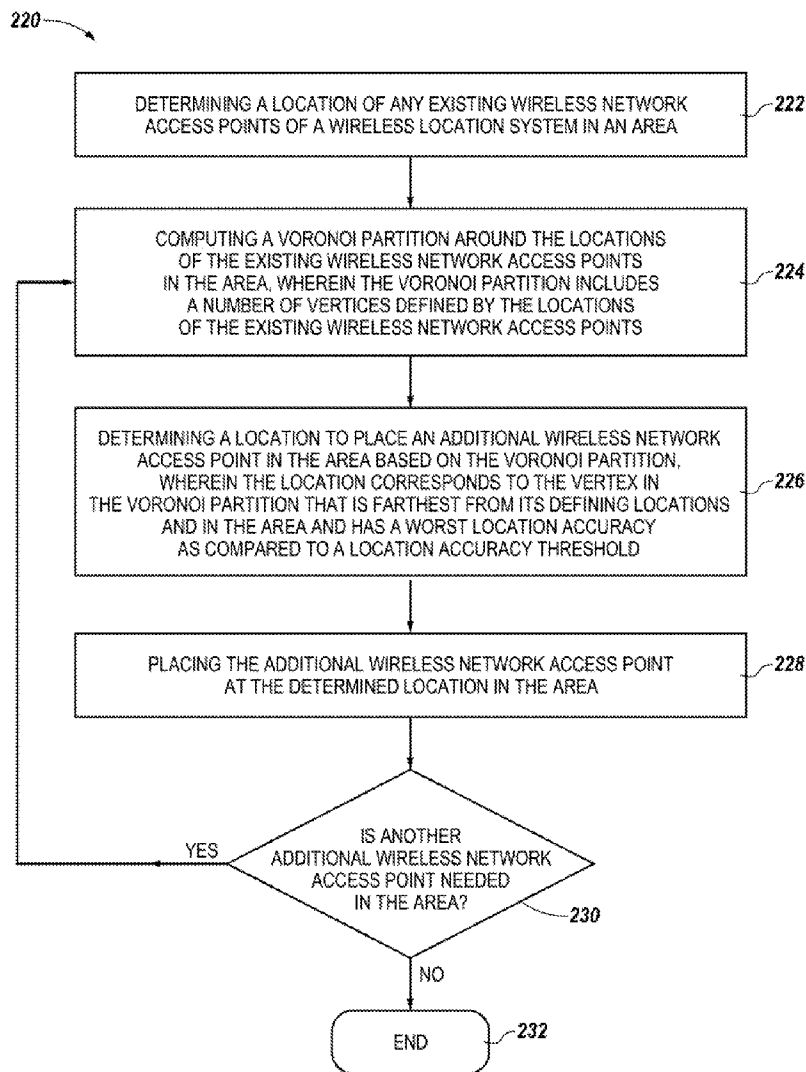 220
DETERMINING A LOCATION OF ANY EXISTING WIRELESS NETWORK
ACCESS POINTS OF A WIRELESS LOCATION SYSTEM IN AN AREA
222
COMPUTING A VORONOI PARTITION AROUND THE LOCATIONS
OF THE EXISTING WIRELESS NETWORK ACCESS POINTS
IN THE AREA, WHEREIN THE VORONOI PARTITION INCLUDES
A NUMBER OF VERTICES DEFINED BY THE LOCATIONS
OF THE EXISTING WIRELESS NETWORK ACCESS POINTS
224
DETERMINING A LOCATION TO PLACE AN ADDITIONAL WIRELESS NETWORK
ACCESS POINT IN THE AREA BASED ON THE VORONOI PARTITION,
WHEREIN THE LOCATION CORRESPONDS TO THE VERTEX IN
THE VORONOI PARTITION THAT IS FARTHEST FROM ITS DEFINING LOCATIONS
AND IN THE AREA AND HAS A WORST LOCATION ACCURACY
AS COMPARED TO A LOCATION ACCURACY THRESHOLD
226
PLACING THE ADDITIONAL WIRELESS NETWORK ACCESS POINT
AT THE DETERMINED LOCATION IN THE AREA
228
YES
IS ANOTHER
ADDITIONAL WIRELESS NETWORK
ACCESS POINT NEEDED
IN THE AREA?
230
NO
END
232